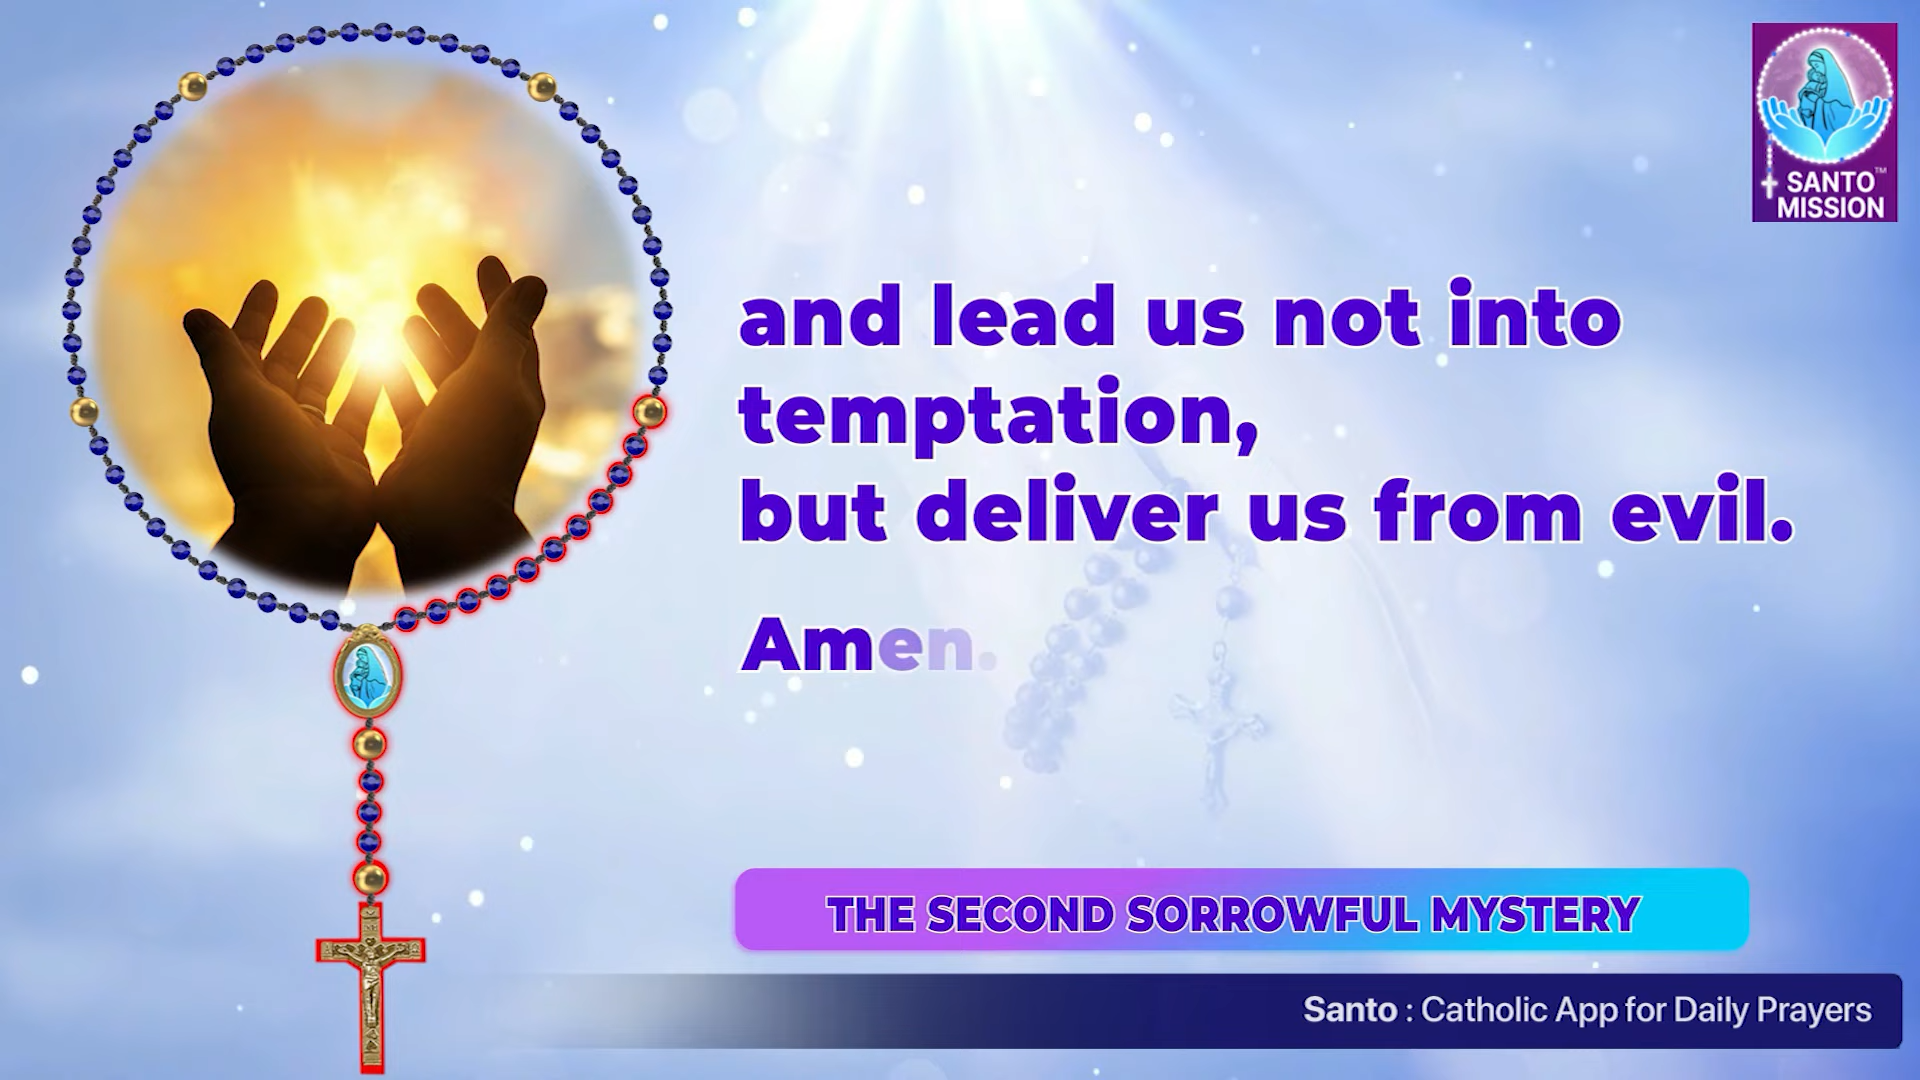 SANTO™
MISSION
and lead us not into
temptation,
but deliver us from evil.
Amen.
THE SECOND SORROWFUL MYSTERY
Santo : Catholic App for Daily Prayers